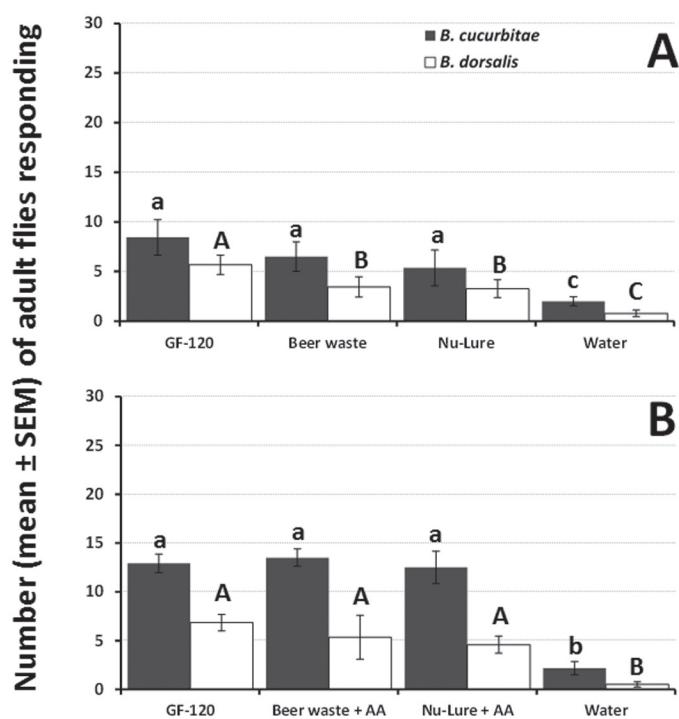 Number (mean ± SEM) of adult flies responding
30
25
20
15
10
5
0
B. cucurbitae
B. dorsalis
A
a
A
a
B
a
B
c
C
GF-120
Beer waste
Nu-Lure
Water
30
25
20
15
10
5
0
B
a
A
a
A
a
A
b
B
GF-120
Beer waste + AA
Nu-Lure + AA
Water